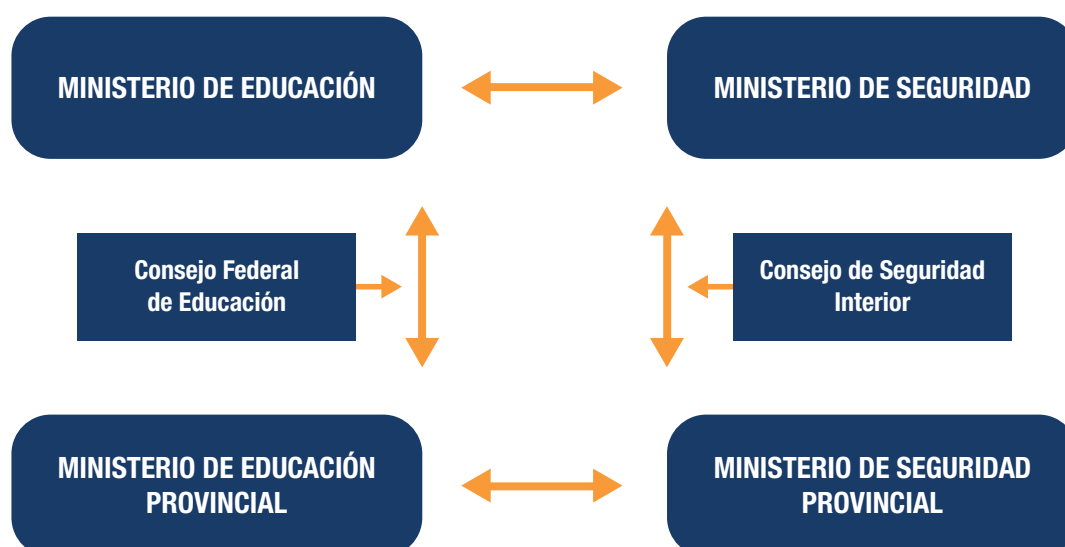 MINISTERIO DE EDUCACIÓN
MINISTERIO DE SEGURIDAD
Consejo Federal
de Educación
Consejo de Seguridad
Interior
MINISTERIO DE EDUCACIÓN
PROVINCIAL
MINISTERIO DE SEGURIDAD
PROVINCIAL